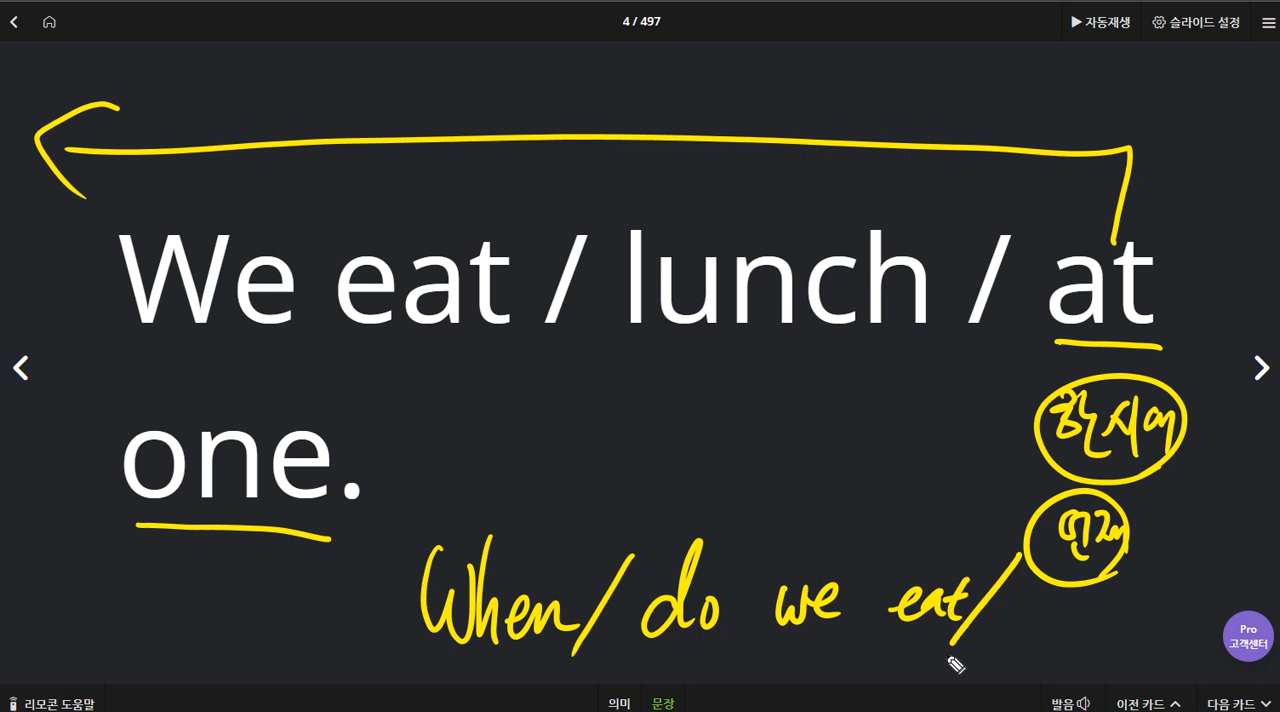 4 / 497
자동재생
슬라이드 설정
We eat / lunch / at
one.
한시에
언제
When / do we eat /
Pro
고객센터
리모콘 도움말
의미
문장
발음
이전 카드
다음 카드